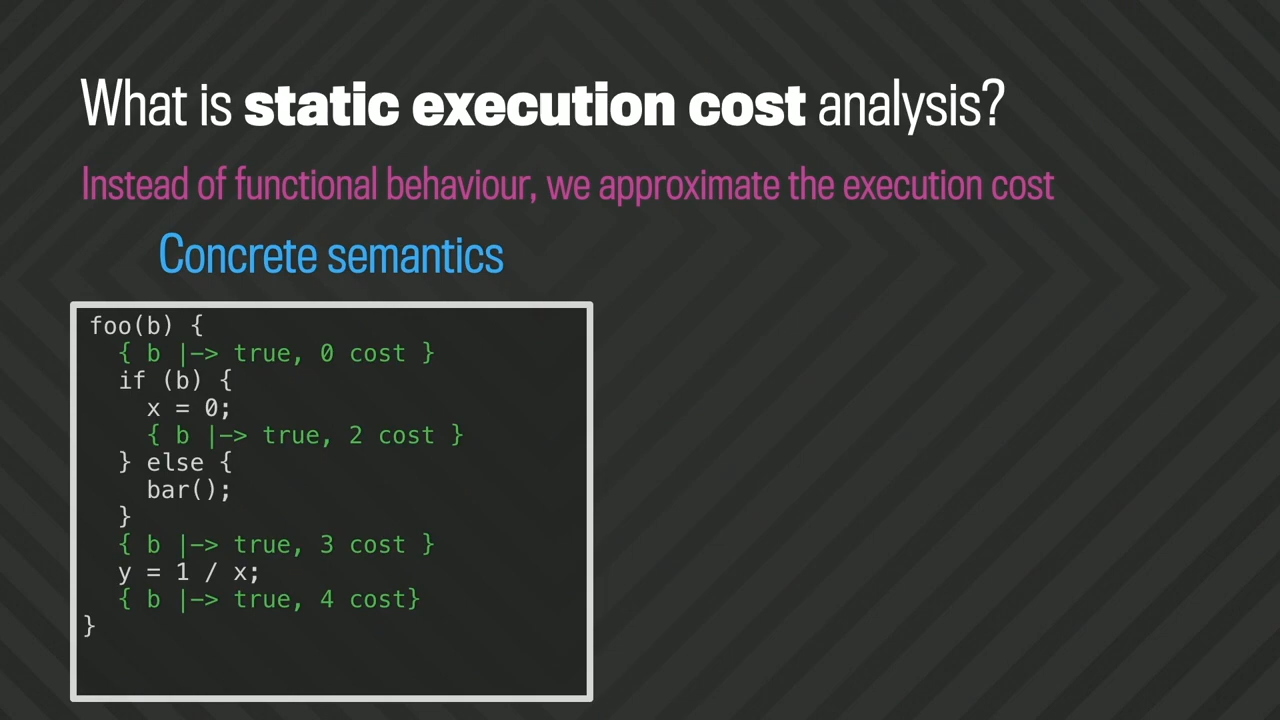 What is static execution cost analysis?
Instead of functional behaviour, we approximate the execution cost
Concrete semantics
foo(b) {
  { b |-> true, 0 cost }
  if (b) {
    x = 0;
    { b |-> true, 2 cost }
  } else {
    bar();
  }
  { b |-> true, 3 cost }
  y = 1 / x;
  { b |-> true, 4 cost}
}